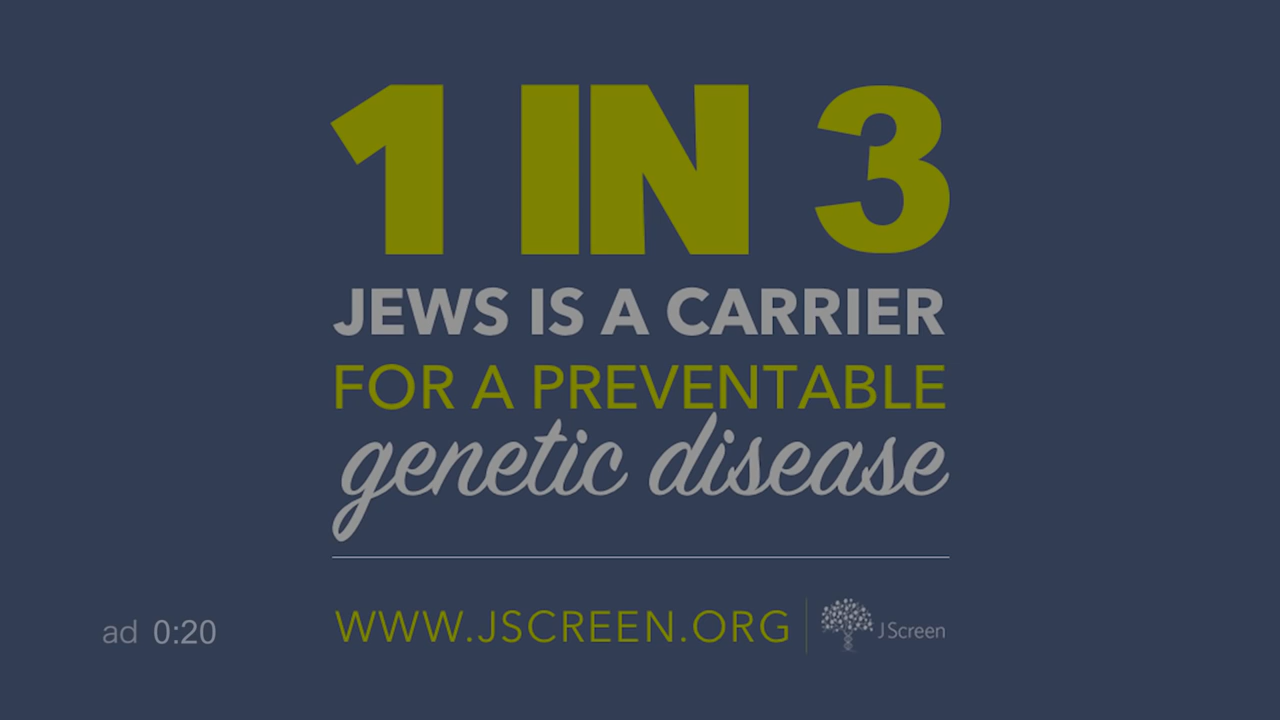 1 IN 3
JEWS IS A CARRIER
FOR A PREVENTABLE
genetic disease
WWW.JSCREEN.ORG
JScreen
ad 0:20